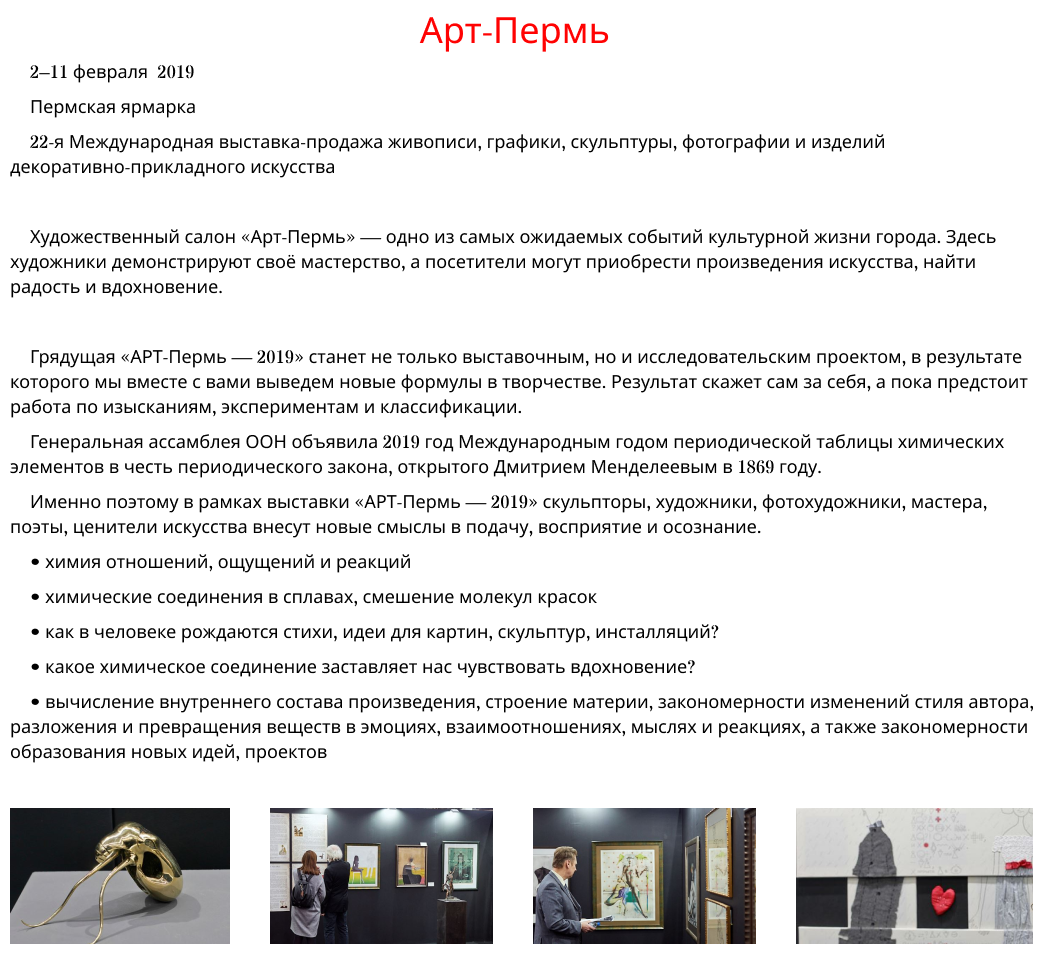 Арт-Пермь
2–11 февраля  2019
Пермская ярмарка
22-я Международная выставка-продажа живописи, графики, скульптуры, фотографии и изделий
декоративно-прикладного искусства
Художественный салон «Арт-Пермь» — одно из самых ожидаемых событий культурной жизни города. Здесь
художники демонстрируют своё мастерство, а посетители могут приобрести произведения искусства, найти
радость и вдохновение.
Грядущая «АРТ-Пермь — 2019» станет не только выставочным, но и исследовательским проектом, в результате
которого мы вместе с вами выведем новые формулы в творчестве. Результат скажет сам за себя, а пока предстоит
работа по изысканиям, экспериментам и классификации.
Генеральная ассамблея ООН объявила 2019 год Международным годом периодической таблицы химических
элементов в честь периодического закона, открытого Дмитрием Менделеевым в 1869 году.
Именно поэтому в рамках выставки «АРТ-Пермь — 2019» скульпторы, художники, фотохудожники, мастера,
поэты, ценители искусства внесут новые смыслы в подачу, восприятие и осознание.
• химия отношений, ощущений и реакций
• химические соединения в сплавах, смешение молекул красок
• как в человеке рождаются стихи, идеи для картин, скульптур, инсталляций?
• какое химическое соединение заставляет нас чувствовать вдохновение?
• вычисление внутреннего состава произведения, строение материи, закономерности изменений стиля автора,
разложения и превращения веществ в эмоциях, взаимоотношениях, мыслях и реакциях, а также закономерности
образования новых идей, проектов